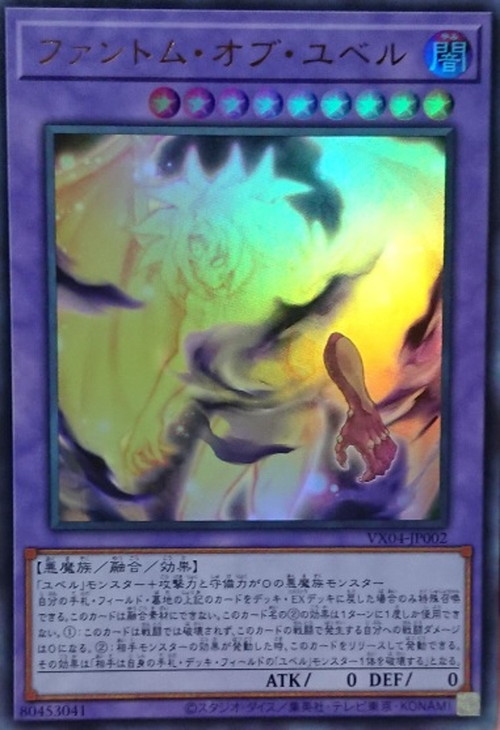 ファントム・オブ・ユベル
闇
VX04-JP002
【悪魔族/融合/効果】
「ユベル」モンスター+攻撃力と守備力が0の悪魔族モンスター
自分の手札・フィールド・墓地の上記のカードをデッキ・EXデッキに戻した場合のみ特殊召喚
できる。このカードは融合素材にできない。このカード名の②の効果は1ターンに1度しか使用でき
ない。①:このカードは戦闘では破壊されず、このカードの戦闘で発生する自分への戦闘ダメージ
は0になる。②:相手モンスターの効果が発動した時、このカードをリリースして発動できる。
その効果は「相手は自身の手札・デッキ・フィールドの「ユベル」モンスター1体を破壊する」となる。
ATK/ 0 DEF/ 0
80453041
©スタジオ・ダイス/集英社・テレビ東京・KONAMI